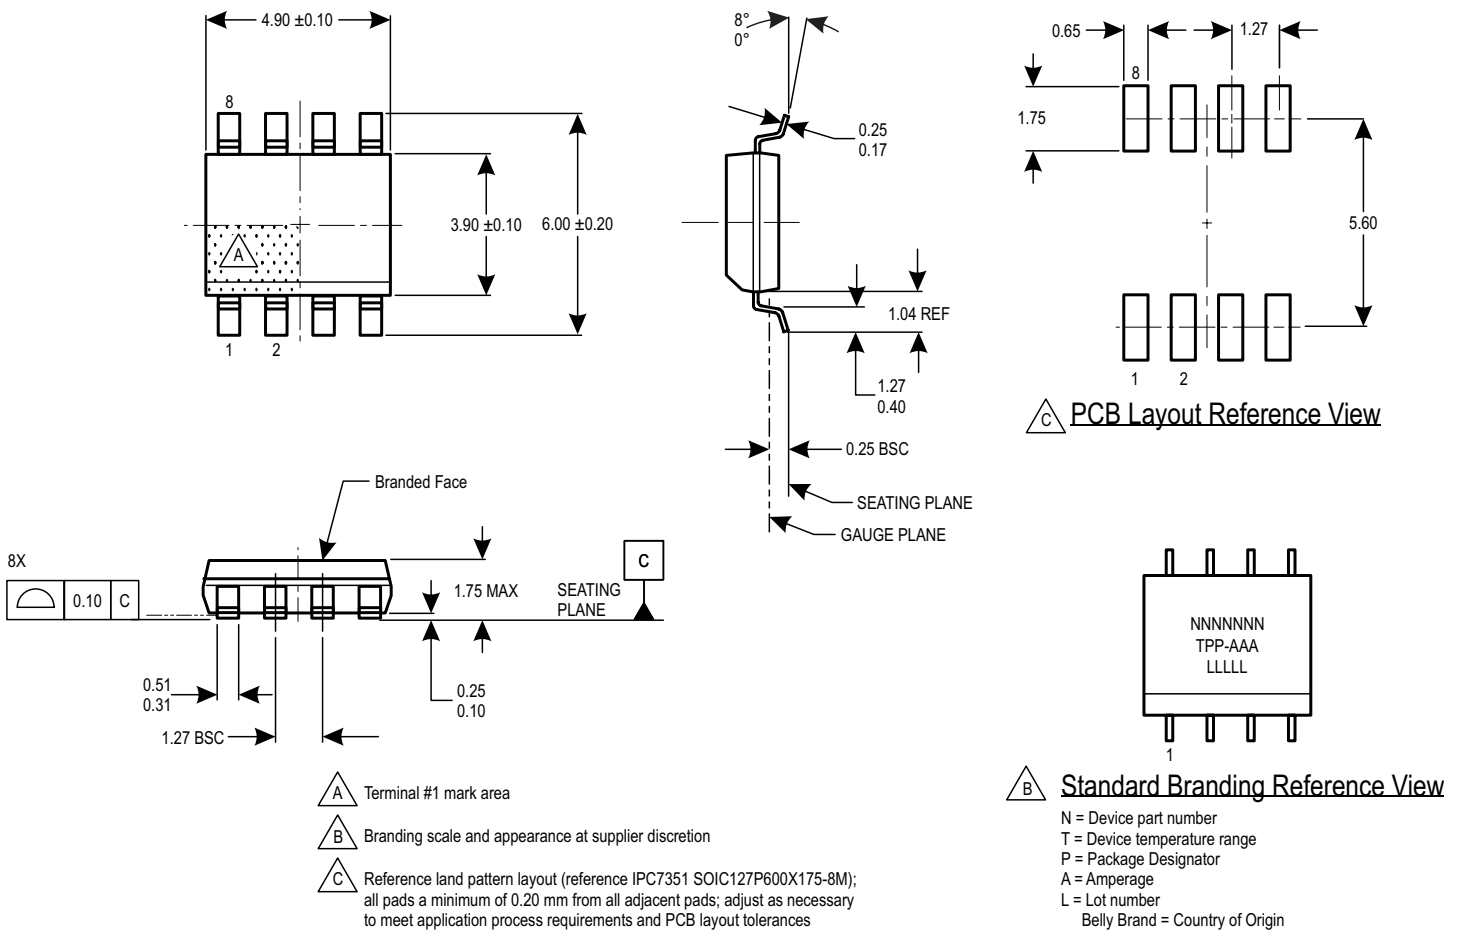 4.90 ±0.10
8
A
3.90 ±0.10
6.00 ±0.20
1
2
8°
0°
0.25
0.17
1.04 REF
1.27
0.40
0.25 BSC
SEATING PLANE
GAUGE PLANE
0.65
1.27
8
1.75
5.60
1
2
C
PCB Layout Reference View
Branded Face
8X
0.10
C
1.75 MAX
SEATING
PLANE
C
0.51
0.31
0.25
0.10
1.27 BSC
NNNNNNN
TPP-AAA
LLLLL
1
B
Standard Branding Reference View
N = Device part number
T = Device temperature range
P = Package Designator
A = Amperage
L = Lot number
Belly Brand = Country of Origin
A
Terminal #1 mark area
B
Branding scale and appearance at supplier discretion
C
Reference land pattern layout (reference IPC7351 SOIC127P600X175-8M);
all pads a minimum of 0.20 mm from all adjacent pads; adjust as necessary
to meet application process requirements and PCB layout tolerances